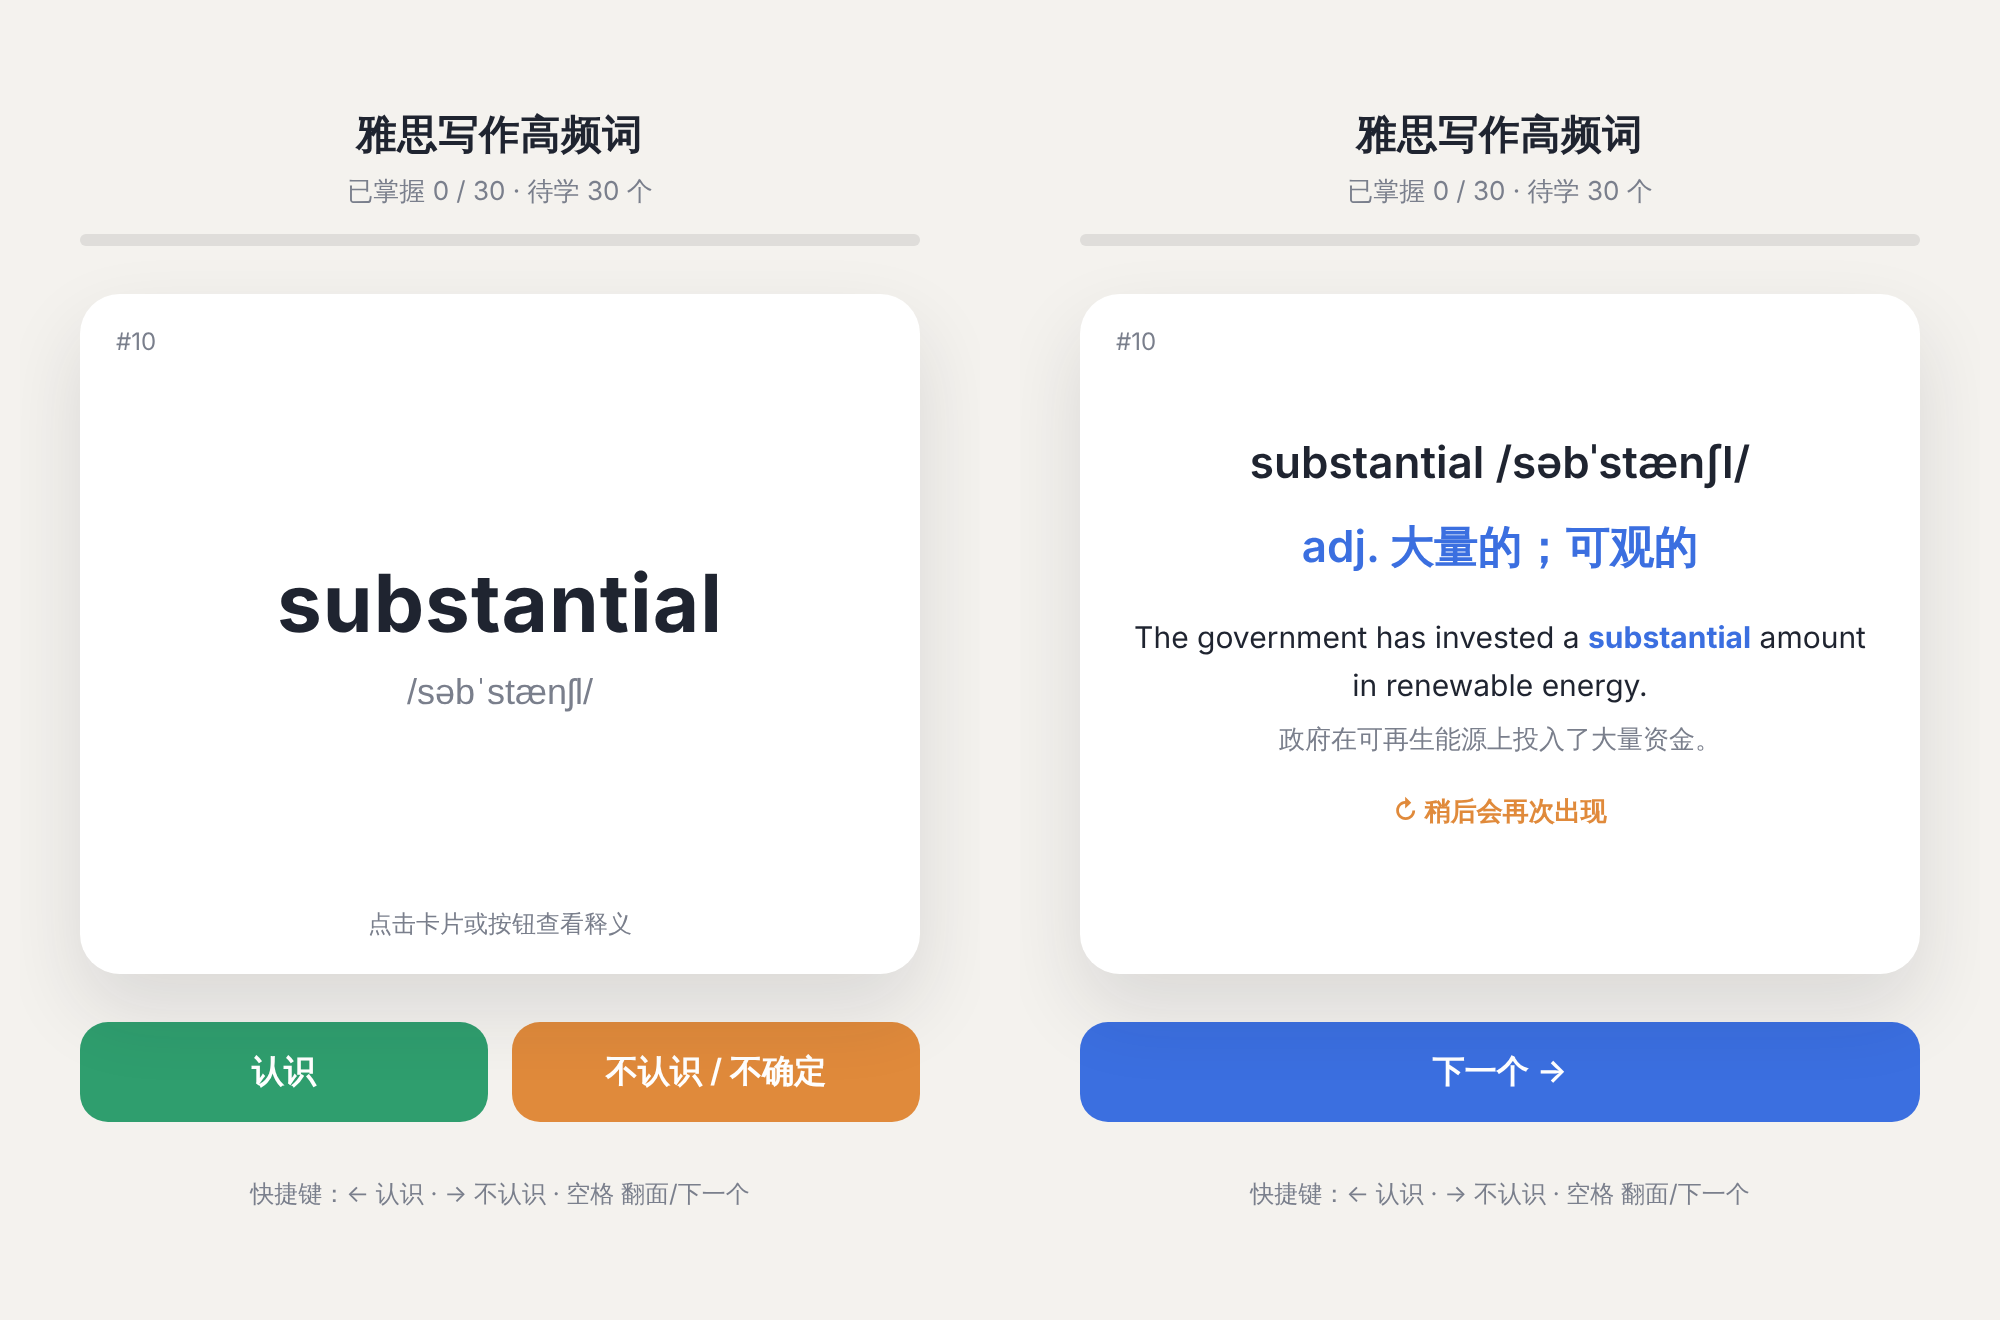 雅思写作高频词
已掌握 0 / 30 · 待学 30 个
#10
substantial
/səbˈstænʃl/
点击卡片或按钮查看释义
认识
不认识 / 不确定
快捷键：← 认识 · → 不认识 · 空格 翻面/下一个
雅思写作高频词
已掌握 0 / 30 · 待学 30 个
#10
substantial /səbˈstænʃl/
adj. 大量的；可观的
The government has invested a substantial amount
in renewable energy.
政府在可再生能源上投入了大量资金。
↻ 稍后会再次出现
下一个 →
快捷键：← 认识 · → 不认识 · 空格 翻面/下一个